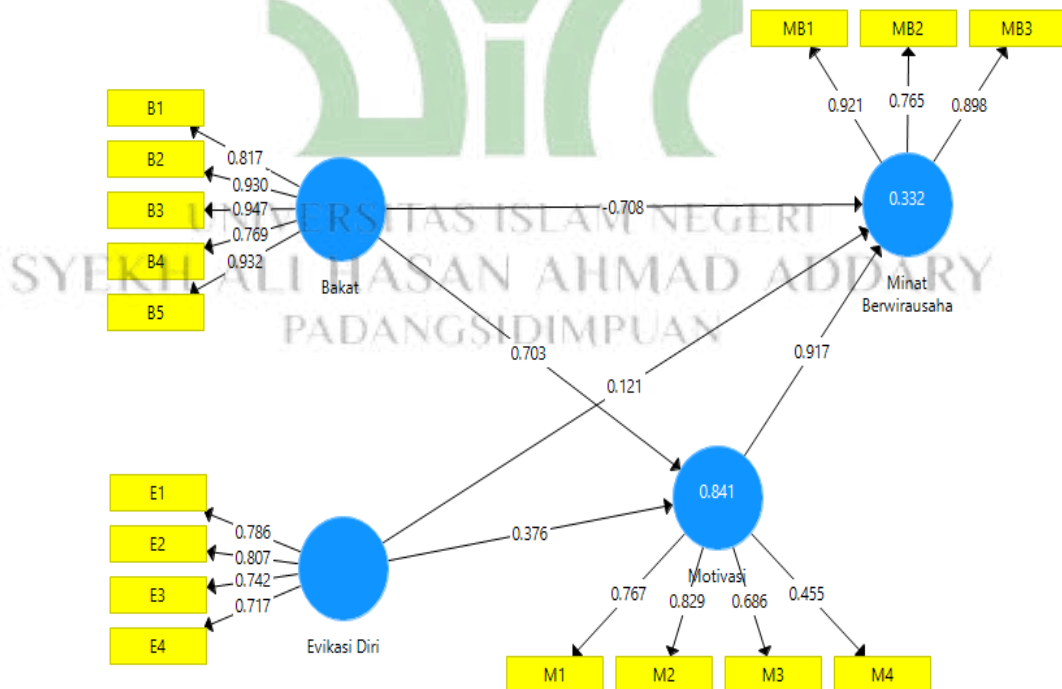 MB1 MB2 MB3
0.921 0.765 0.898
B1
B2
B3
B4
B5
0.817
0.930
0.947
0.769
0.932
Bakat
-0.708
0.332
Minat
Berwirausaha
UNIVERSITAS ISLAM NEGERI
SYEKH ALI HASAN AHMAD ADDARY
PADANGSIDIMPUAN
0.703
0.121
0.917
E1
E2
E3
E4
0.786
0.807
0.742
0.717
Evikasi Diri
0.376
0.841
Motivasi
0.767 0.829 0.686 0.455
M1 M2 M3 M4